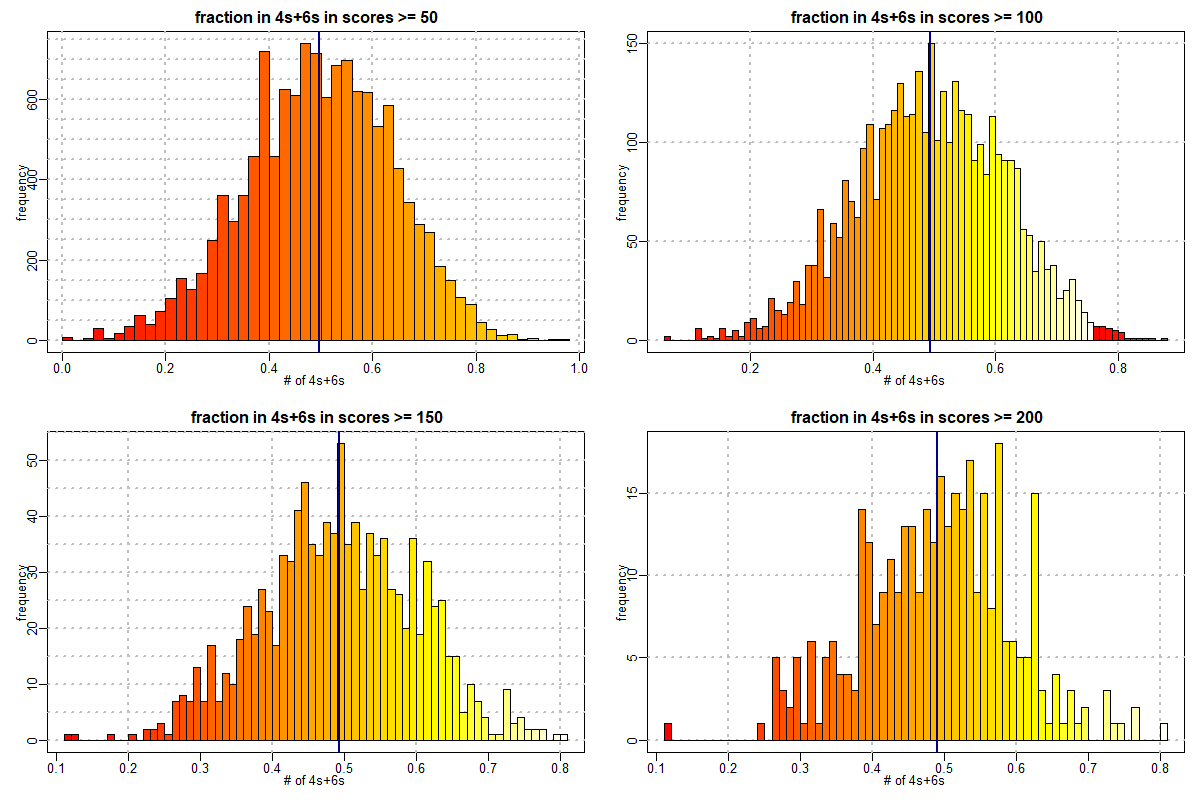 fraction in 4s+6s in scores >= 50
frequency
600
400
200
0
0.0 0.2 0.4 0.6 0.8 1.0
# of 4s+6s
fraction in 4s+6s in scores >= 100
frequency
150
100
50
0
0.2 0.4 0.6 0.8
# of 4s+6s
fraction in 4s+6s in scores >= 150
frequency
50
40
30
20
10
0
0.1 0.2 0.3 0.4 0.5 0.6 0.7 0.8
# of 4s+6s
fraction in 4s+6s in scores >= 200
frequency
15
10
5
0
0.1 0.2 0.3 0.4 0.5 0.6 0.7 0.8
# of 4s+6s